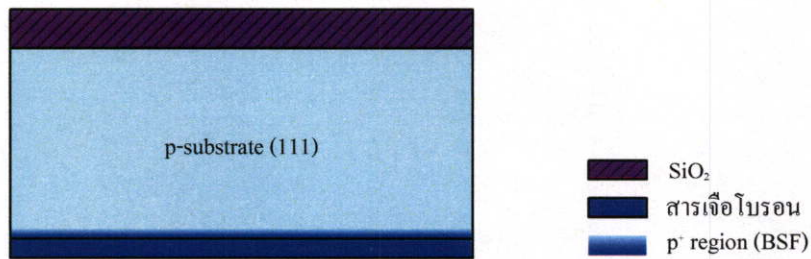 p-substrate (111)
SiO₂
สารเจือโบรอน
p⁺ region (BSF)